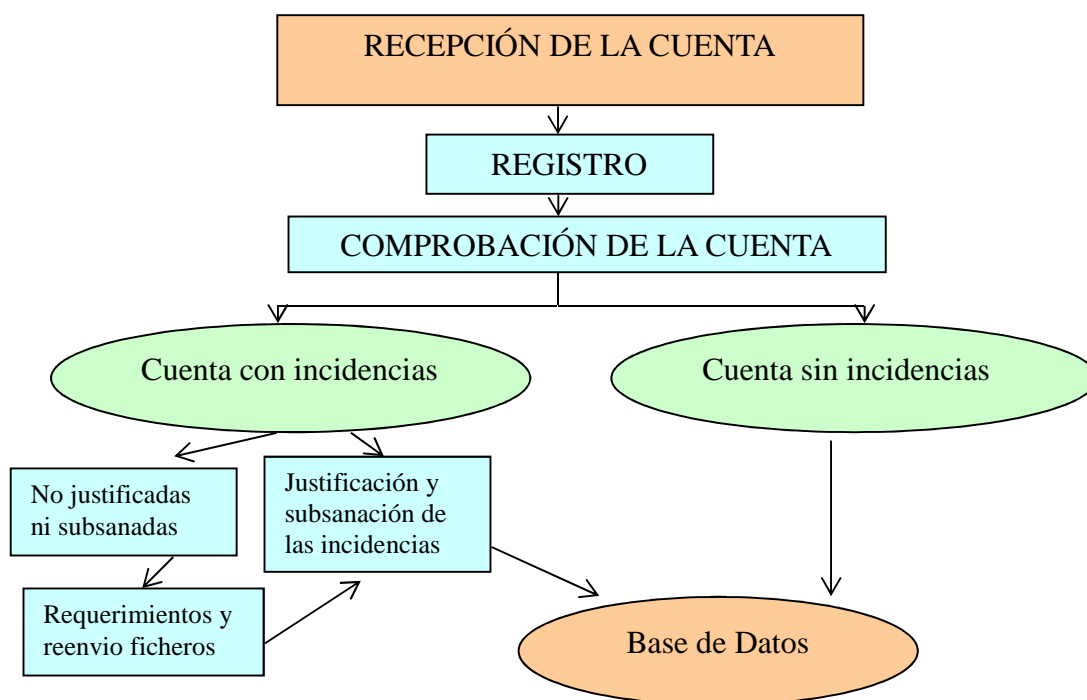 RECEPCIÓN DE LA CUENTA
REGISTRO
COMPROBACIÓN DE LA CUENTA
Cuenta con incidencias
Cuenta sin incidencias
No justificadas
ni subsanadas
Justificación y
subsanación de
las incidencias
Requerimientos y
reenvio ficheros
Base de Datos